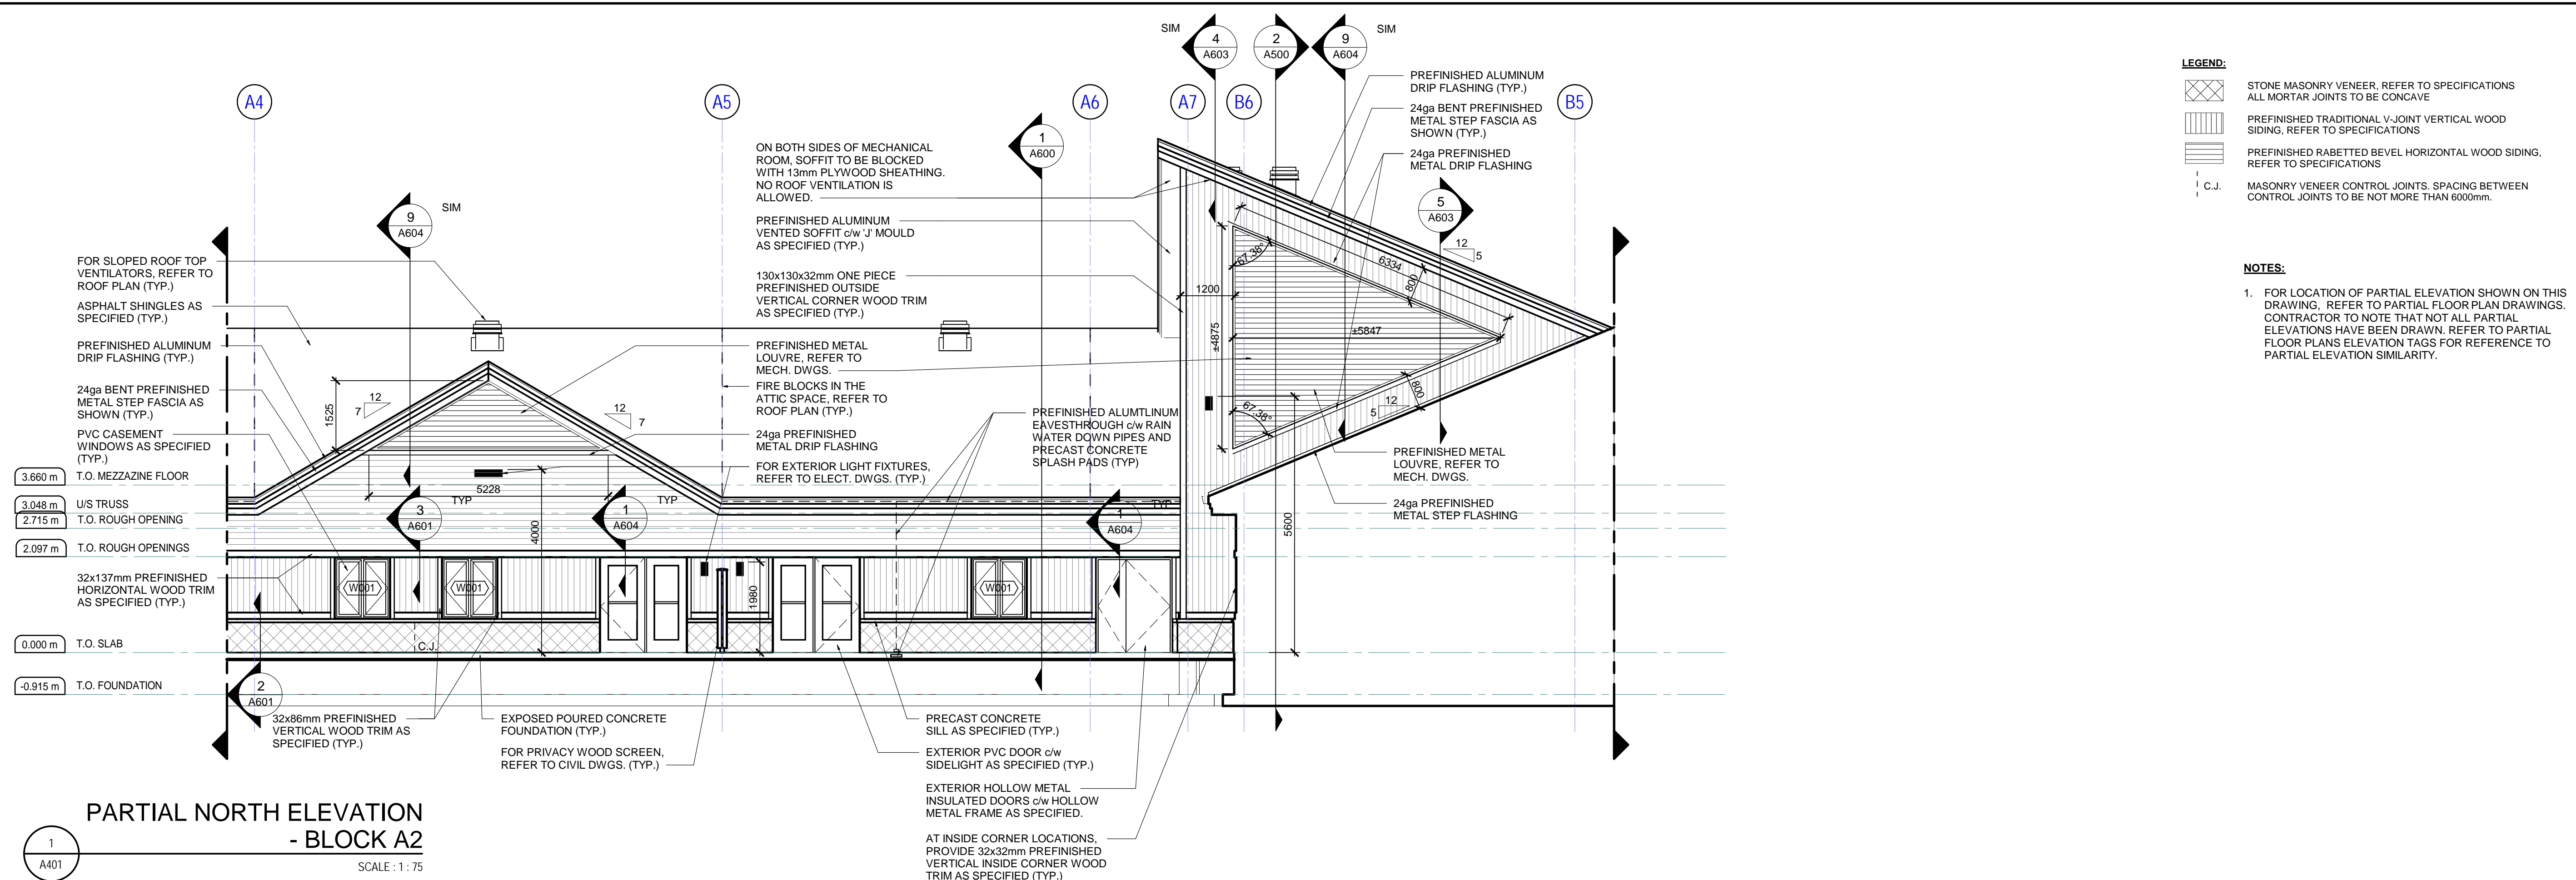 SIM
4
A603
2
A500
9
A604
SIM
A4
A5
A6
A7
B6
B5
1
A600
9
A604
SIM
5
A603
FOR SLOPED ROOF TOP
VENTILATORS, REFER TO
ROOF PLAN (TYP.)
ASPHALT SHINGLES AS
SPECIFIED (TYP.)
PREFINISHED ALUMINUM
DRIP FLASHING (TYP.)
24ga BENT PREFINISHED
METAL STEP FASCIA AS
SHOWN (TYP.)
PVC CASEMENT
WINDOWS AS SPECIFIED
(TYP.)
3.660 m T.O. MEZZAZINE FLOOR
3.048 m U/S TRUSS
2.715 m T.O. ROUGH OPENING
2.097 m T.O. ROUGH OPENINGS
32x137mm PREFINISHED
HORIZONTAL WOOD TRIM
AS SPECIFIED (TYP.)
0.000 m T.O. SLAB
-0.915 m T.O. FOUNDATION
ON BOTH SIDES OF MECHANICAL
ROOM, SOFFIT TO BE BLOCKED
WITH 13mm PLYWOOD SHEATHING.
NO ROOF VENTILATION IS
ALLOWED.
PREFINISHED ALUMINUM
VENTED SOFFIT c/w 'J' MOULD
AS SPECIFIED (TYP.)
130x130x32mm ONE PIECE
PREFINISHED OUTSIDE
VERTICAL CORNER WOOD TRIM
AS SPECIFIED (TYP.)
PREFINISHED METAL
LOUVRE, REFER TO
MECH. DWGS.
FIRE BLOCKS IN THE
ATTIC SPACE, REFER TO
ROOF PLAN (TYP.)
24ga PREFINISHED
METAL DRIP FLASHING
FOR EXTERIOR LIGHT FIXTURES,
REFER TO ELECT. DWGS. (TYP.)
PREFINISHED ALUMTLINUM
EAVESTHROUGH c/w RAIN
WATER DOWN PIPES AND
PRECAST CONCRETE
SPLASH PADS (TYP)
PREFINISHED ALUMINUM
DRIP FLASHING (TYP.)
24ga BENT PREFINISHED
METAL STEP FASCIA AS
SHOWN (TYP.)
24ga PREFINISHED
METAL DRIP FLASHING
12
5
67.38°
6334
800
1200
±4875
±5847
67.38°
800
12
5
5600
PREFINISHED METAL
LOUVRE, REFER TO
MECH. DWGS.
24ga PREFINISHED
METAL STEP FLASHING
1525
12
7
12
7
5228
TYP
TYP
TYP
3
A601
1
A604
1
A604
4000
1980
W001
W001
W001
C.J.
2
A601
32x86mm PREFINISHED
VERTICAL WOOD TRIM AS
SPECIFIED (TYP.)
EXPOSED POURED CONCRETE
FOUNDATION (TYP.)
FOR PRIVACY WOOD SCREEN,
REFER TO CIVIL DWGS. (TYP.)
PRECAST CONCRETE
SILL AS SPECIFIED (TYP.)
EXTERIOR PVC DOOR c/w
SIDELIGHT AS SPECIFIED (TYP.)
EXTERIOR HOLLOW METAL
INSULATED DOORS c/w HOLLOW
METAL FRAME AS SPECIFIED.
AT INSIDE CORNER LOCATIONS,
PROVIDE 32x32mm PREFINISHED
VERTICAL INSIDE CORNER WOOD
TRIM AS SPECIFIED (TYP.)
PARTIAL NORTH ELEVATION
- BLOCK A2
1
A401
SCALE : 1 : 75
LEGEND:
STONE MASONRY VENEER, REFER TO SPECIFICATIONS
ALL MORTAR JOINTS TO BE CONCAVE
PREFINISHED TRADITIONAL V-JOINT VERTICAL WOOD
SIDING, REFER TO SPECIFICATIONS
PREFINISHED RABETTED BEVEL HORIZONTAL WOOD SIDING,
REFER TO SPECIFICATIONS
C.J. MASONRY VENEER CONTROL JOINTS. SPACING BETWEEN
CONTROL JOINTS TO BE NOT MORE THAN 6000mm.
NOTES:
1. FOR LOCATION OF PARTIAL ELEVATION SHOWN ON THIS
DRAWING, REFER TO PARTIAL FLOOR PLAN DRAWINGS.
CONTRACTOR TO NOTE THAT NOT ALL PARTIAL
ELEVATIONS HAVE BEEN DRAWN. REFER TO PARTIAL
FLOOR PLANS ELEVATION TAGS FOR REFERENCE TO
PARTIAL ELEVATION SIMILARITY.